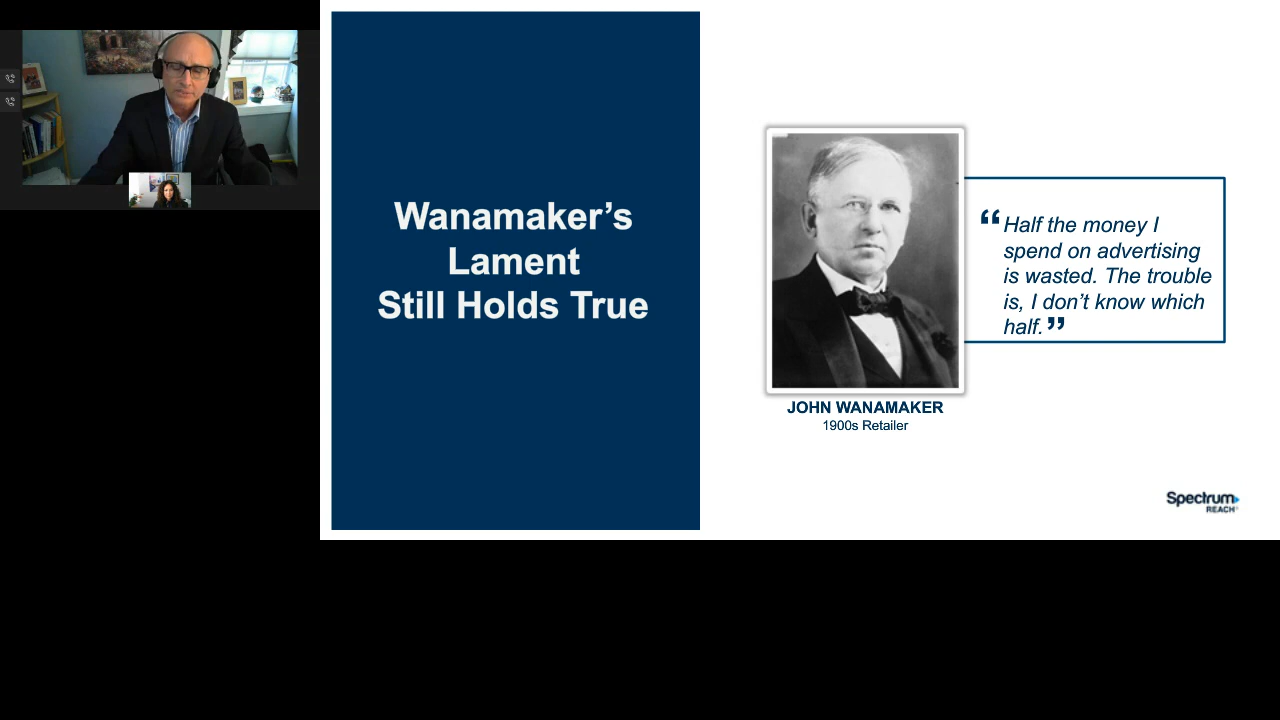 Wanamaker’s
Lament
Still Holds True
“Half the money I
spend on advertising
is wasted. The trouble
is, I don’t know which
half.”
JOHN WANAMAKER
1900s Retailer
Spectrum
REACH